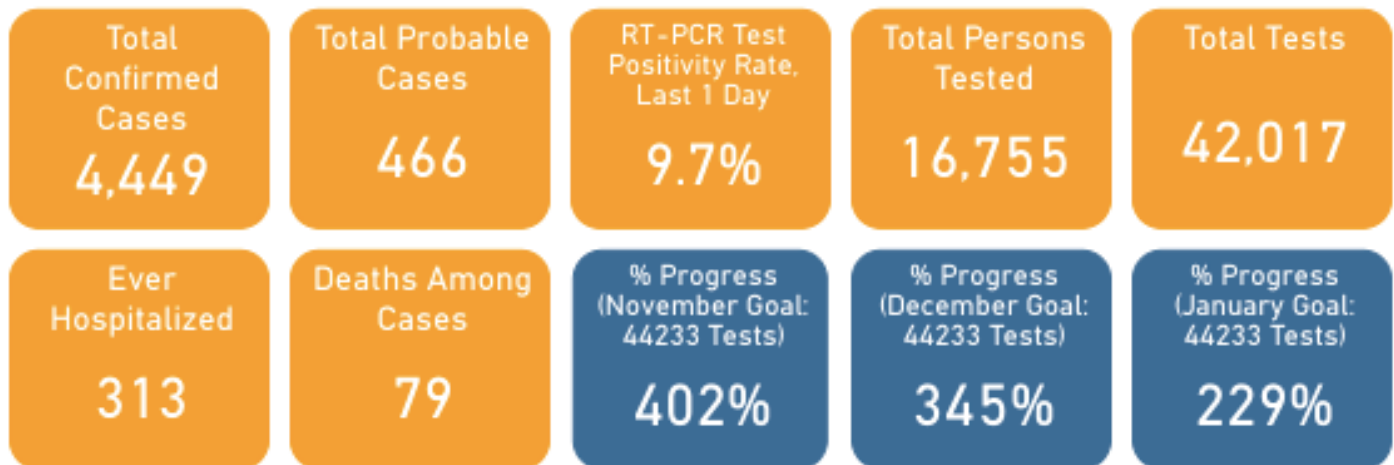 Total
Confirmed
Cases
4,449
Total Probable
Cases
466
RT-PCR Test
Positivity Rate,
Last 1 Day
9.7%
Total Persons
Tested
16,755
Total Tests
42,017
Ever
Hospitalized
313
Deaths Among
Cases
79
% Progress
(November Goal:
44233 Tests)
402%
% Progress
(December Goal:
44233 Tests)
345%
% Progress
(January Goal:
44233 Tests)
229%